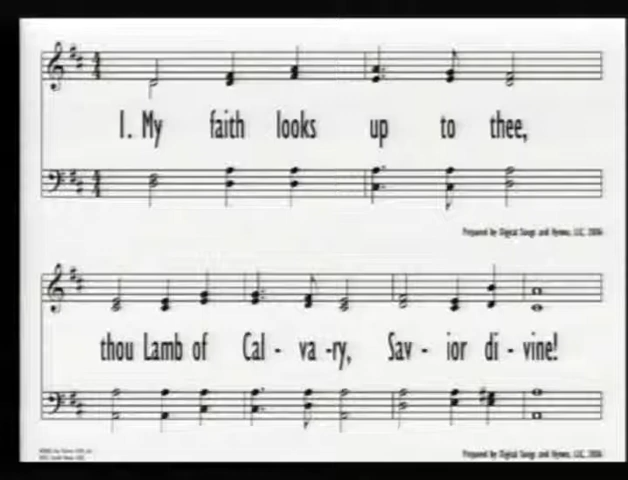 1. My faith looks up to thee,
Prepared by Digital Songs and Hymns, LLC, 2006
thou Lamb of Cal - va -ry, Sav - ior di - vine!
Prepared by Digital Songs and Hymns, LLC, 2006